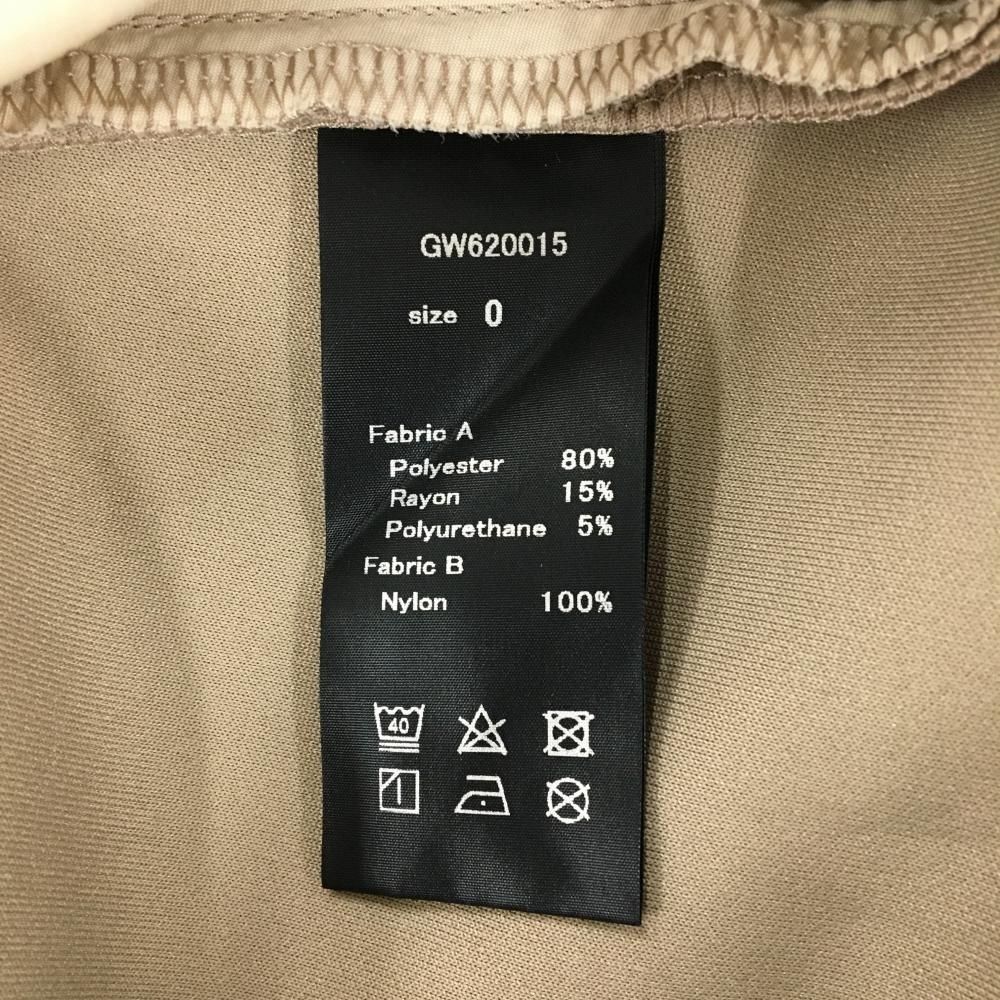 GW620015
size 0
Fabric A
Polyester 80%
Rayon 15%
Polyurethane 5%
Fabric B
Nylon 100%
40